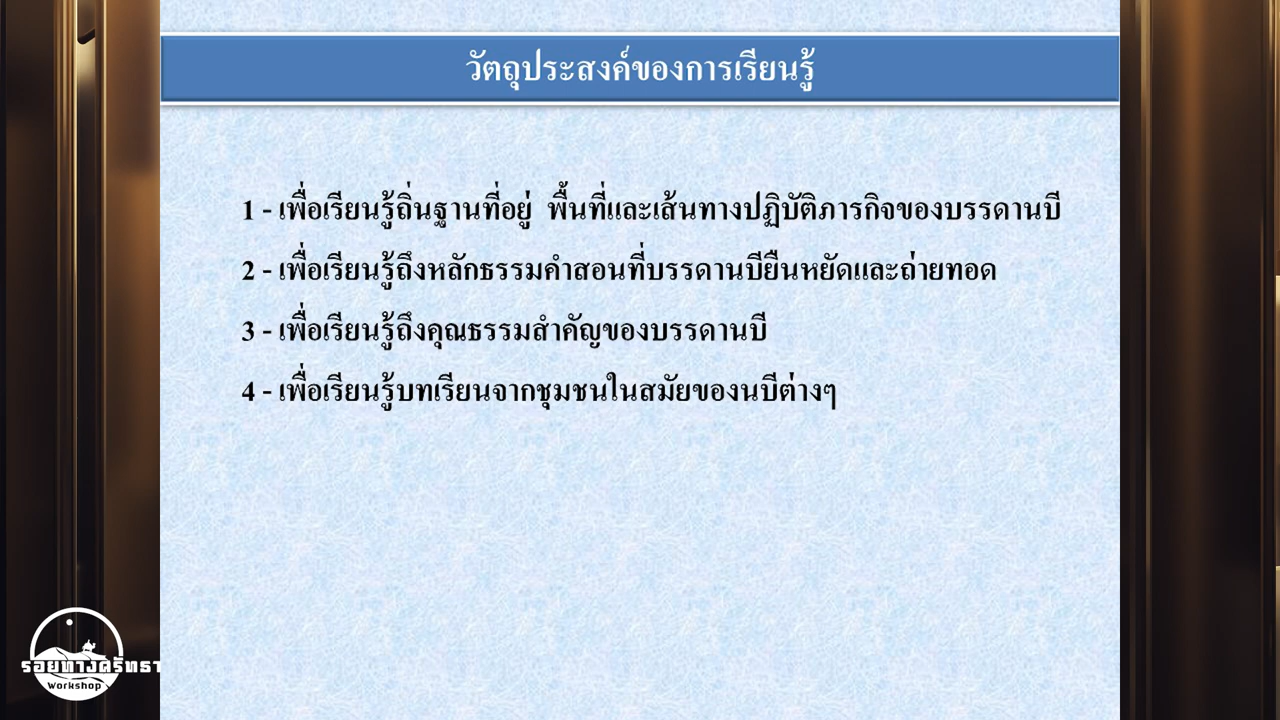 วัตถุประสงค์ของการเรียนรู้
1 - เพื่อเรียนรู้ถิ่นฐานที่อยู่ พื้นที่และเส้นทางปฏิบัติภารกิจของบรรดานบี
2 - เพื่อเรียนรู้ถึงหลักธรรมคำสอนที่บรรดานบียืนหยัดและถ่ายทอด
3 - เพื่อเรียนรู้ถึงคุณธรรมสำคัญของบรรดานบี
4 - เพื่อเรียนรู้บทเรียนจากชุมชนในสมัยของนบีต่างๆ
รอยทางศรัทธา
Workshop